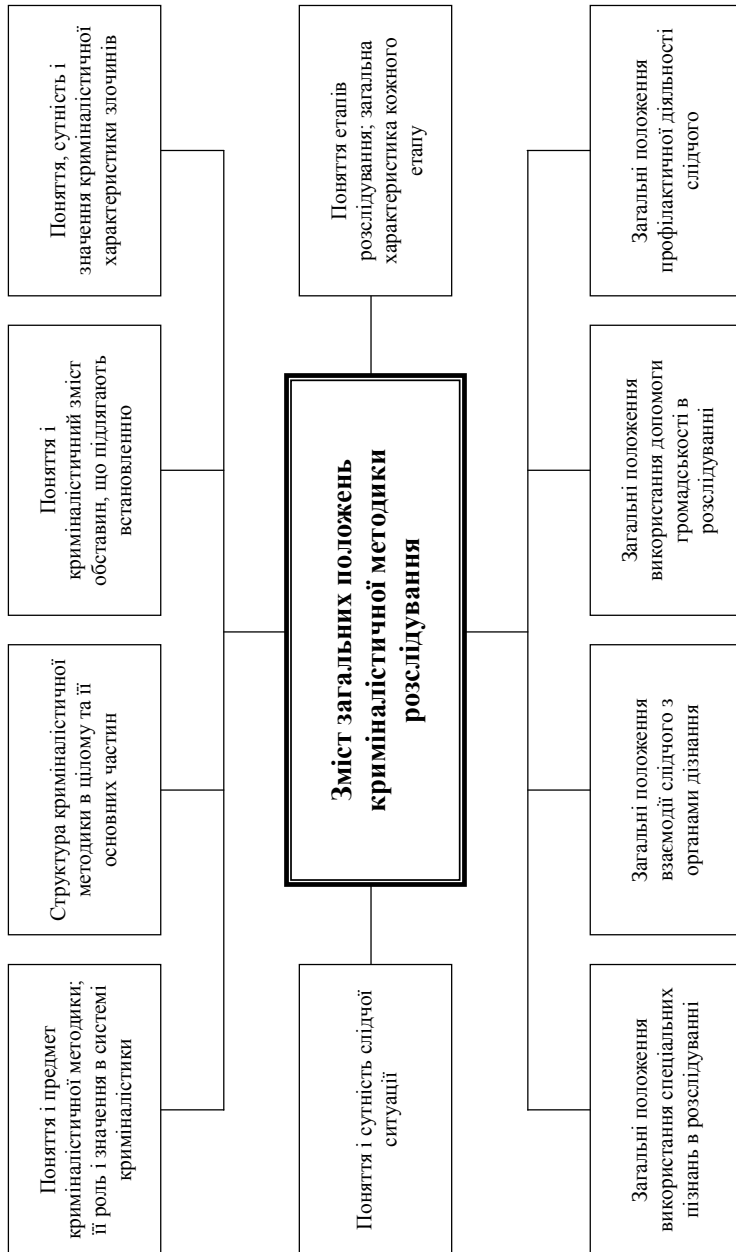 Поняття і предмет
криміналістичної методики;
її роль і значення в системі
криміналістики
Структура криміналістичної
методики в цілому та її
основних частин
Поняття і
криміналістичний зміст
обставин, що підлягають
встановленню
Поняття, сутність і
значення криміналістичної
характеристики злочинів
Поняття і сутність слідчої
ситуації
Зміст загальних положень
криміналістичної методики
розслідування
Поняття етапів
розслідування; загальна
характеристика кожного
етапу
Загальні положення
використання спеціальних
пізнань в розслідуванні
Загальні положення
взаємодії слідчого з
органами дізнання
Загальні положення
використання допомоги
громадськості в
розслідуванні
Загальні положення
профілактичної діяльності
слідчого